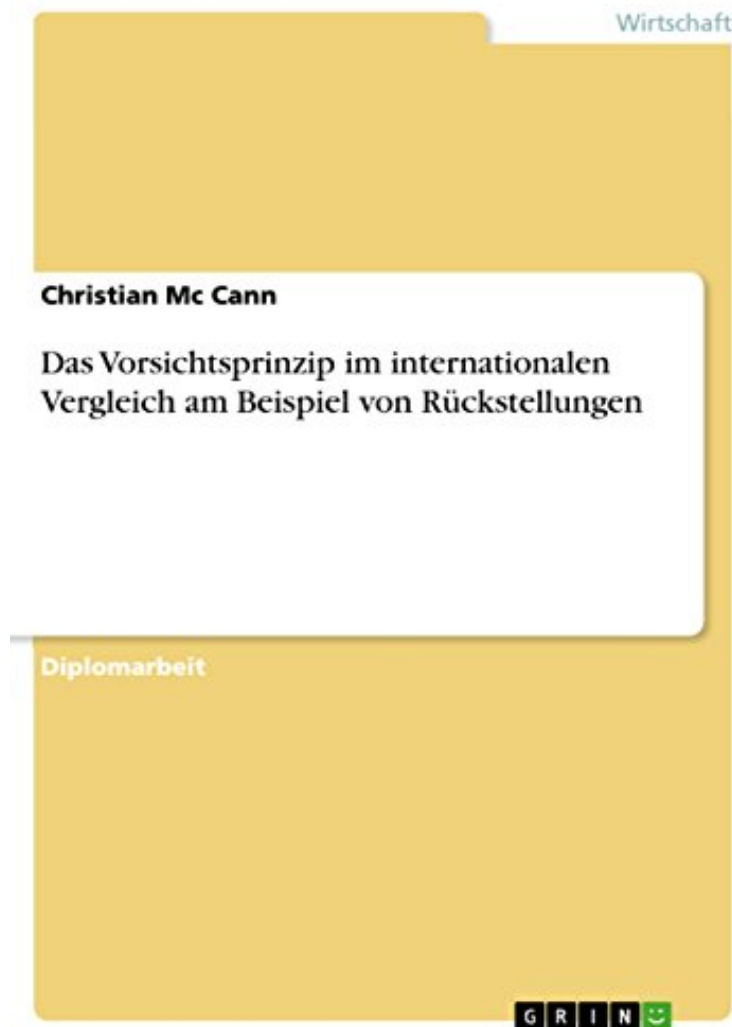 Wirtschaft
Christian Mc Cann
Das Vorsichtsprinzip im internationalen
Vergleich am Beispiel von Rückstellungen
Diplomarbeit
GRIN